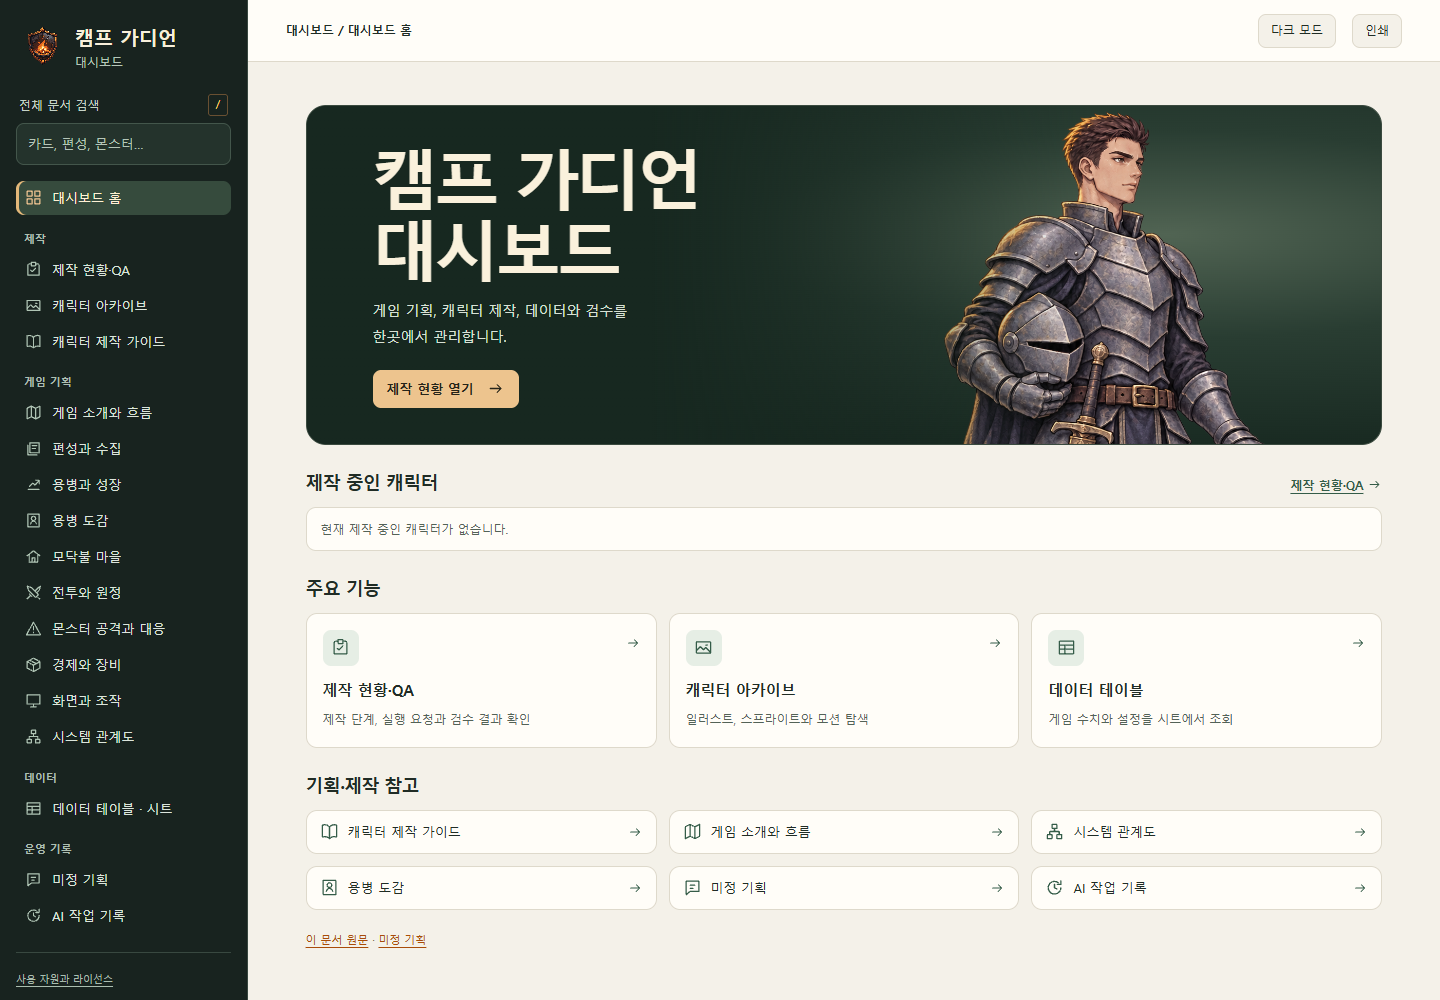 캠프 가디언
대시보드
전체 문서 검색
/
카드, 편성, 몬스터...
대시보드 홈
제작
제작 현황·QA
캐릭터 아카이브
캐릭터 제작 가이드
게임 기획
게임 소개와 흐름
편성과 수집
용병과 성장
용병 도감
모닥불 마을
전투와 원정
몬스터 공격과 대응
경제와 장비
화면과 조작
시스템 관계도
데이터
데이터 테이블 · 시트
운영 기록
미정 기획
AI 작업 기록
사용 자원과 라이선스
대시보드 / 대시보드 홈
다크 모드
인쇄
캠프 가디언
대시보드
게임 기획, 캐릭터 제작, 데이터와 검수를
한곳에서 관리합니다.
제작 현황 열기 →
제작 중인 캐릭터
제작 현황·QA →
현재 제작 중인 캐릭터가 없습니다.
주요 기능
제작 현황·QA
제작 단계, 실행 요청과 검수 결과 확인
캐릭터 아카이브
일러스트, 스프라이트와 모션 탐색
데이터 테이블
게임 수치와 설정을 시트에서 조회
기획·제작 참고
캐릭터 제작 가이드 →
게임 소개와 흐름 →
시스템 관계도 →
용병 도감 →
미정 기획 →
AI 작업 기록 →
이 문서 원문 · 미정 기획